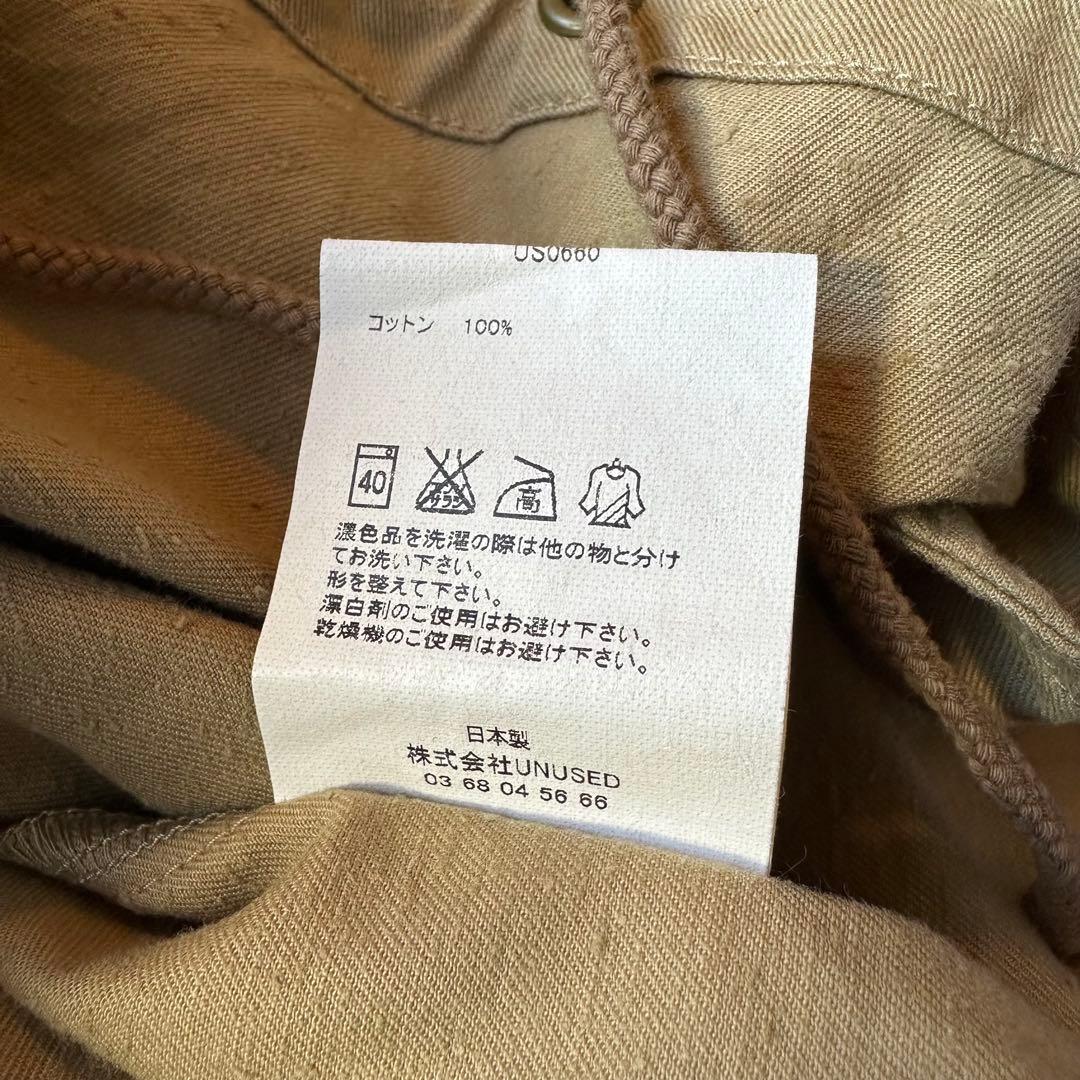 US0660
コットン 100%
40
サラシ
高
濃色品を洗濯の際は他の物と分け
てお洗い下さい。
形を整えて下さい。
漂白剤のご使用はお避け下さい。
乾燥機のご使用はお避け下さい。
日本製
株式会社UNUSED
03 68 04 56 66